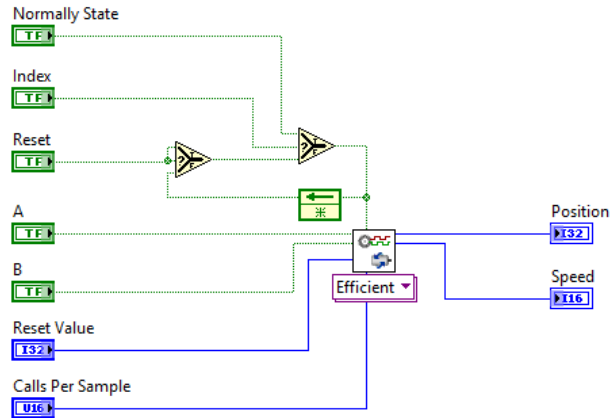 Normally State
TF
Index
TF
Reset
TF
? T F
? T F
A
TF
B
TF
Position
I32
Efficient
Speed
I16
Reset Value
I32
Calls Per Sample
U16